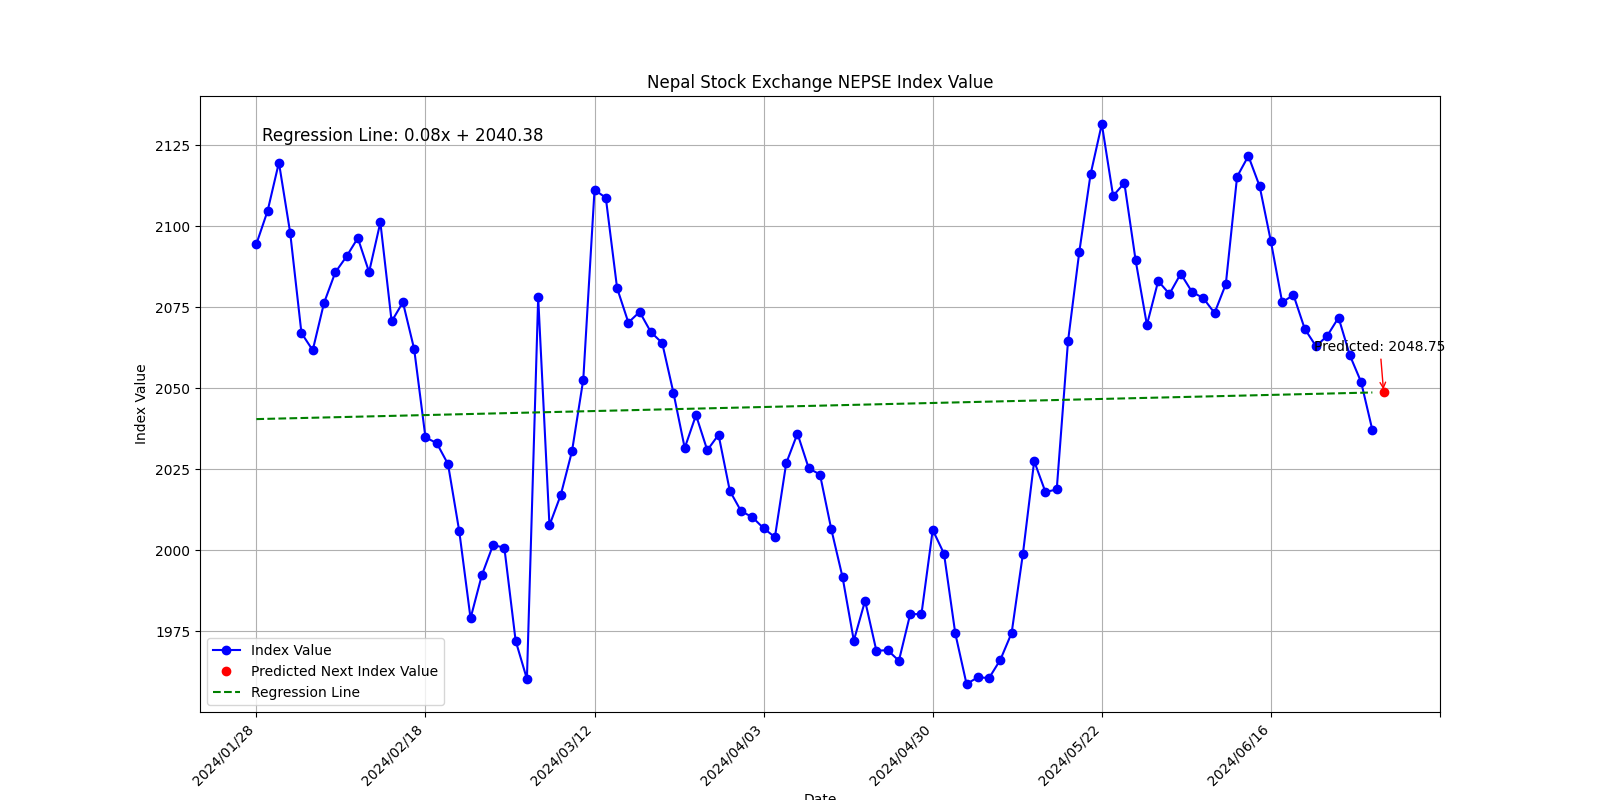 Nepal Stock Exchange NEPSE Index Value
Regression Line: 0.08x + 2040.38
2125
2100
2075
2050
2025
2000
1975
Index Value
Predicted: 2048.75
Index Value
Predicted Next Index Value
Regression Line
2024/01/28
2024/02/18
2024/03/12
2024/04/03
2024/04/30
2024/05/22
2024/06/16
Date